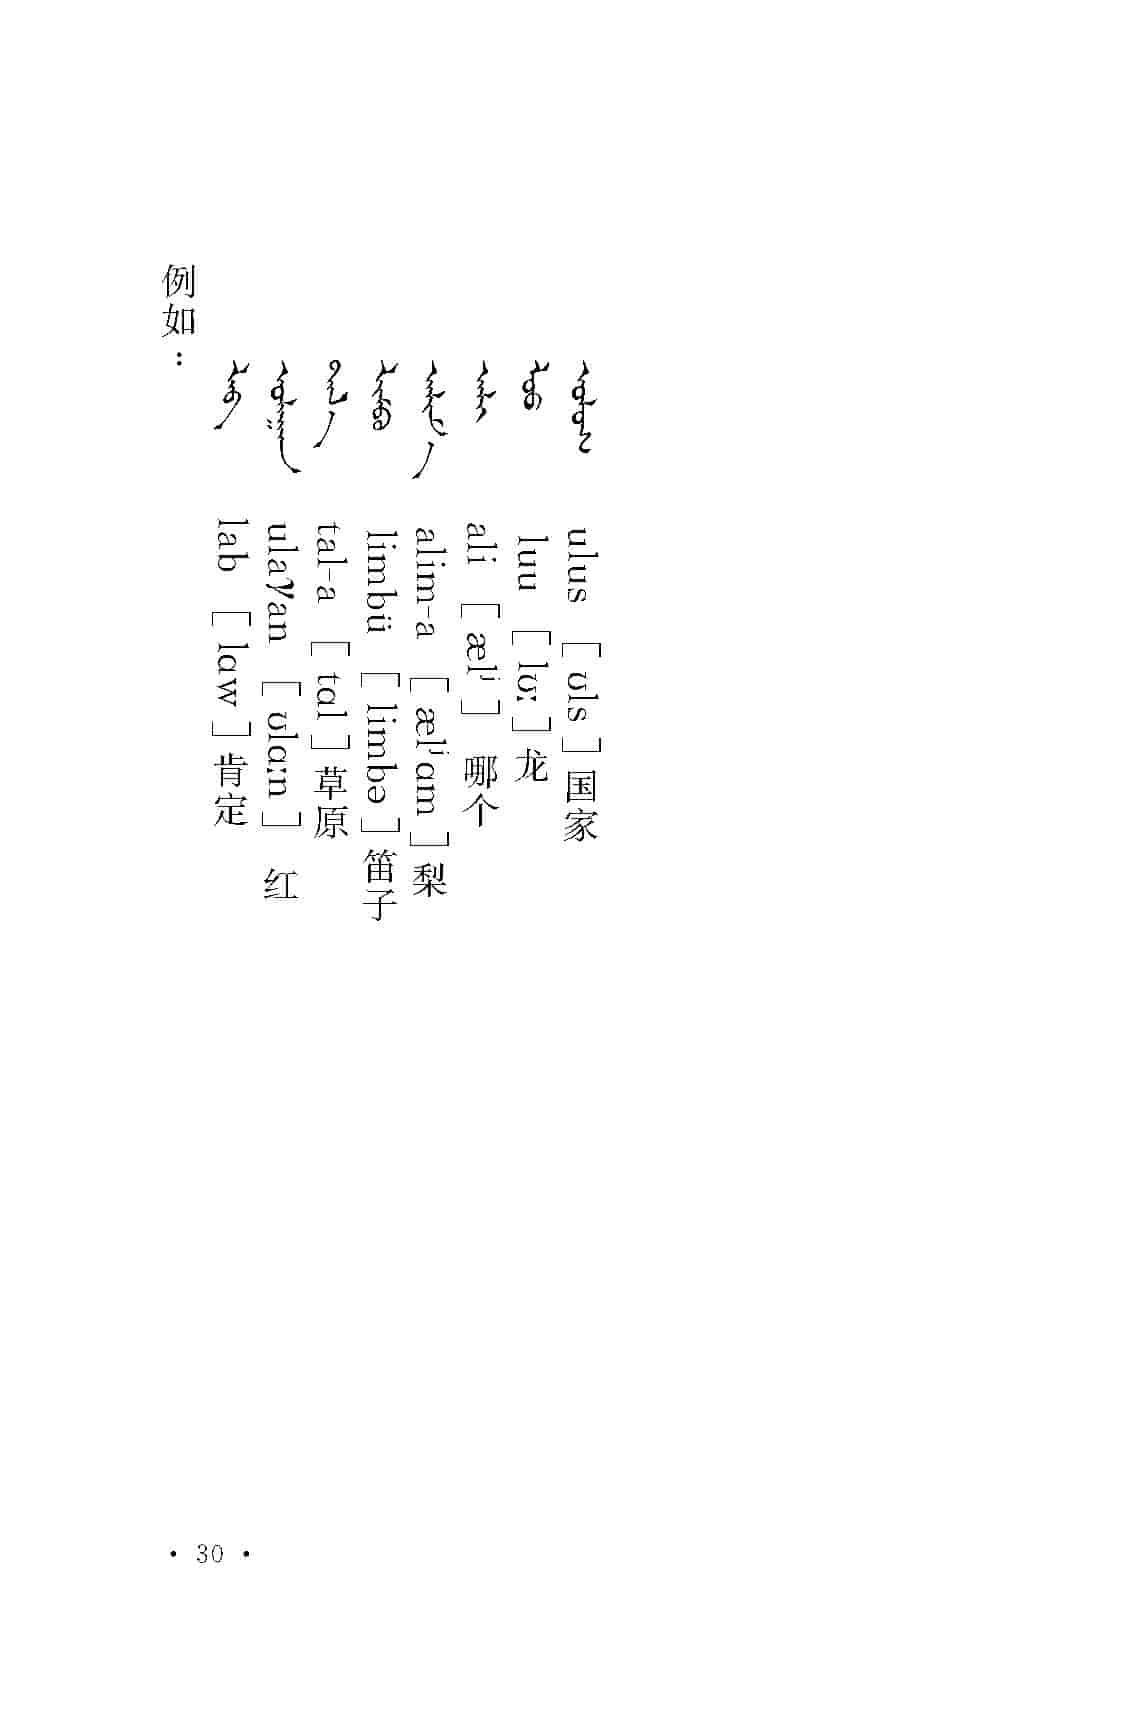 例如：
ᠯᠠᠪ lab [lɑw]肯定
ᠤᠯᠠᠭᠠᠨ ulaγan [ʊlɑːn] 红
ᠲᠠᠯ᠎ᠠ tal-a [tɑl]草原
ᠯᠢᠮᠪᠦ limbü [limbə]笛子
ᠠᠯᠢᠮ᠎ᠠ alim-a [ælʲɑm]梨
ᠠᠯᠢ ali [ælʲ] 哪个
ᠯᠤᠤ luu [lʊː]龙
ᠤᠯᠤᠰ ulus [ʊls]国家
· 30 ·